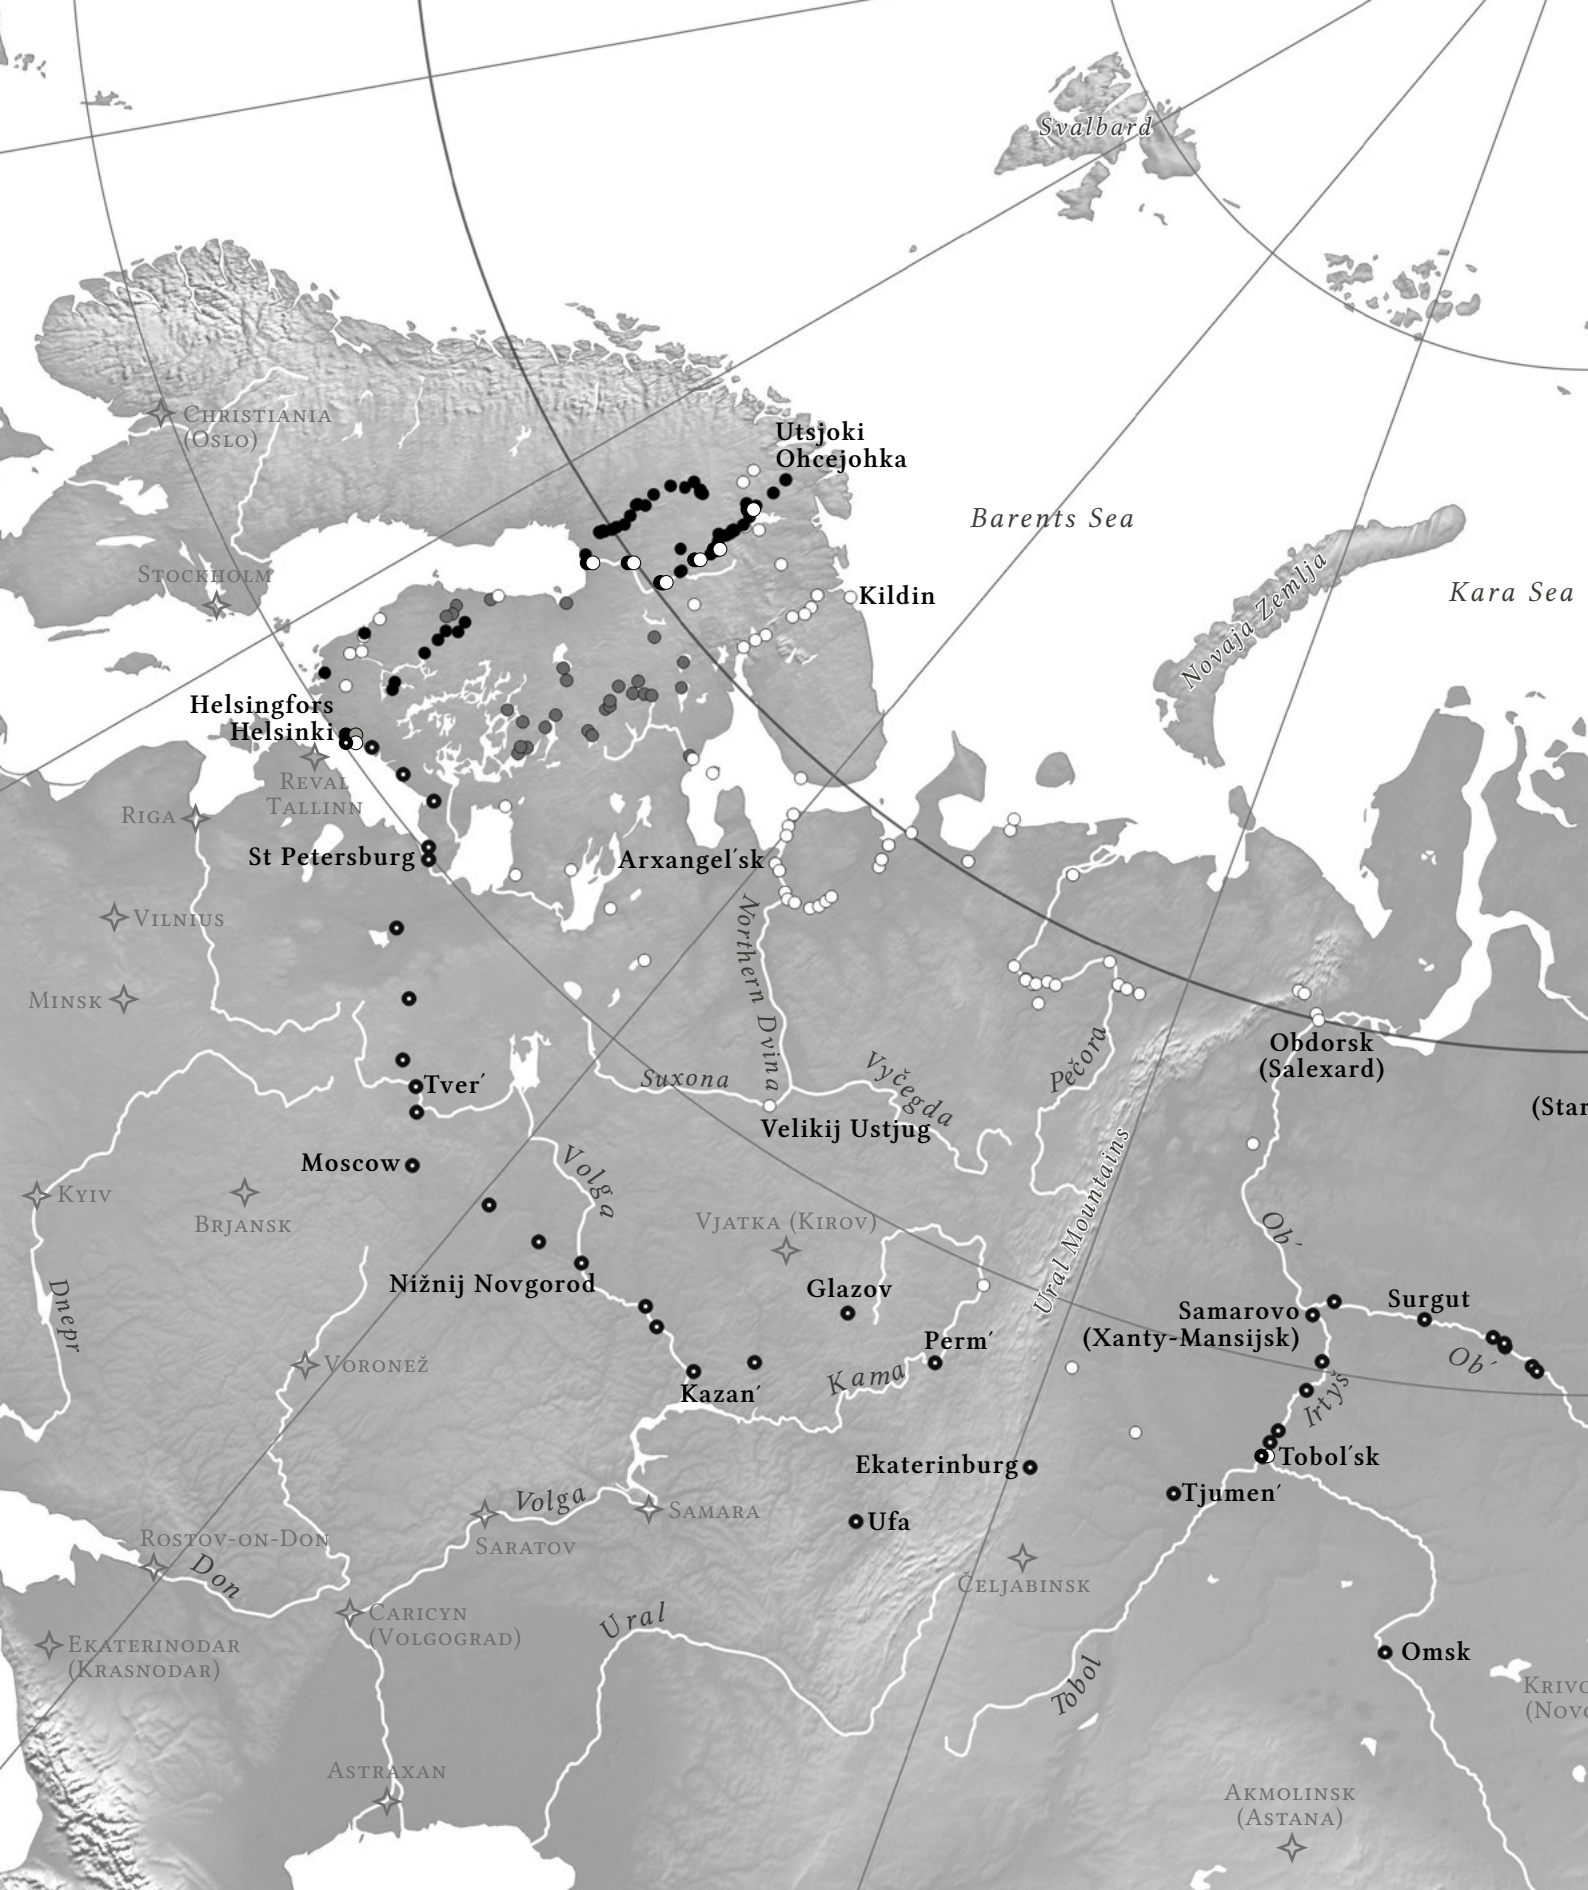 Svalbard
Christiania
(Oslo)
Utsjoki
Ohcejohka
Barents Sea
Novaja Zemlja
Kara Sea
Stockholm
Kildin
Helsingfors
Helsinki
Reval
Tallinn
Riga
St Petersburg
Arxangel′sk
Vilnius
Northern Dvina
Minsk
Pečora
Obdorsk
(Salexard)
Suxona
Vyčegda
Tver′
(Star
Velikij Ustjug
Moscow
Volga
Ural Mountains
Kyiv
Brjansk
Vjatka (Kirov)
Ob′
Dnepr
Nižnij Novgorod
Glazov
Surgut
Samarovo
(Xanty-Mansijsk)
Perm′
Voronež
Ob′
Kama
Kazan′
Irtyš
Ekaterinburg
Tobol′sk
Tjumen′
Volga
Samara
Ufa
Rostov-on-Don
Saratov
Don
Čeljabinsk
Caricyn
(Volgograd)
Ural
Ekaterinodar
(Krasnodar)
Omsk
Tobol
Krivo
(Novo
Astraxan
Akmolinsk
(Astana)